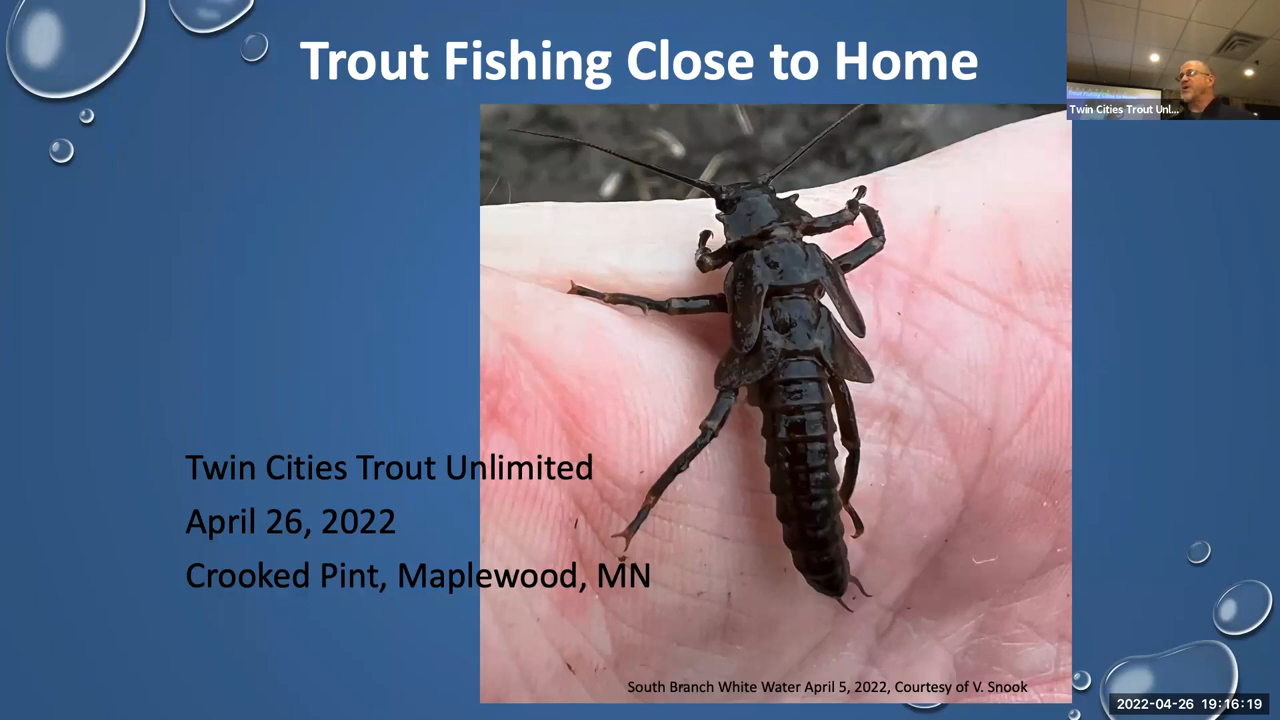 Trout Fishing Close to Home
Twin Cities Trout Unl...
Twin Cities Trout Unlimited
April 26, 2022
Crooked Pint, Maplewood, MN
South Branch White Water April 5, 2022, Courtesy of V. Snook
2022-04-26 19:16:19